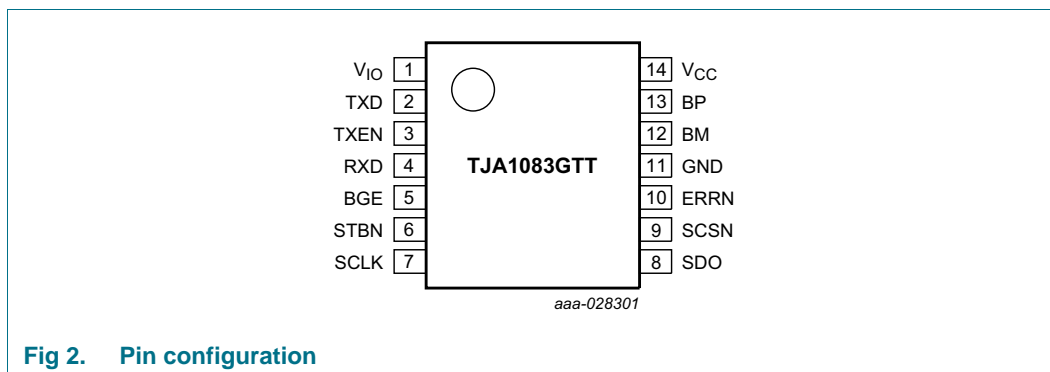 VIO 1 14 VCC
TXD 2 13 BP
TXEN 3 12 BM
RXD 4 TJA1083GTT 11 GND
BGE 5 10 ERRN
STBN 6 9 SCSN
SCLK 7 8 SDO
aaa-028301
Fig 2. Pin configuration